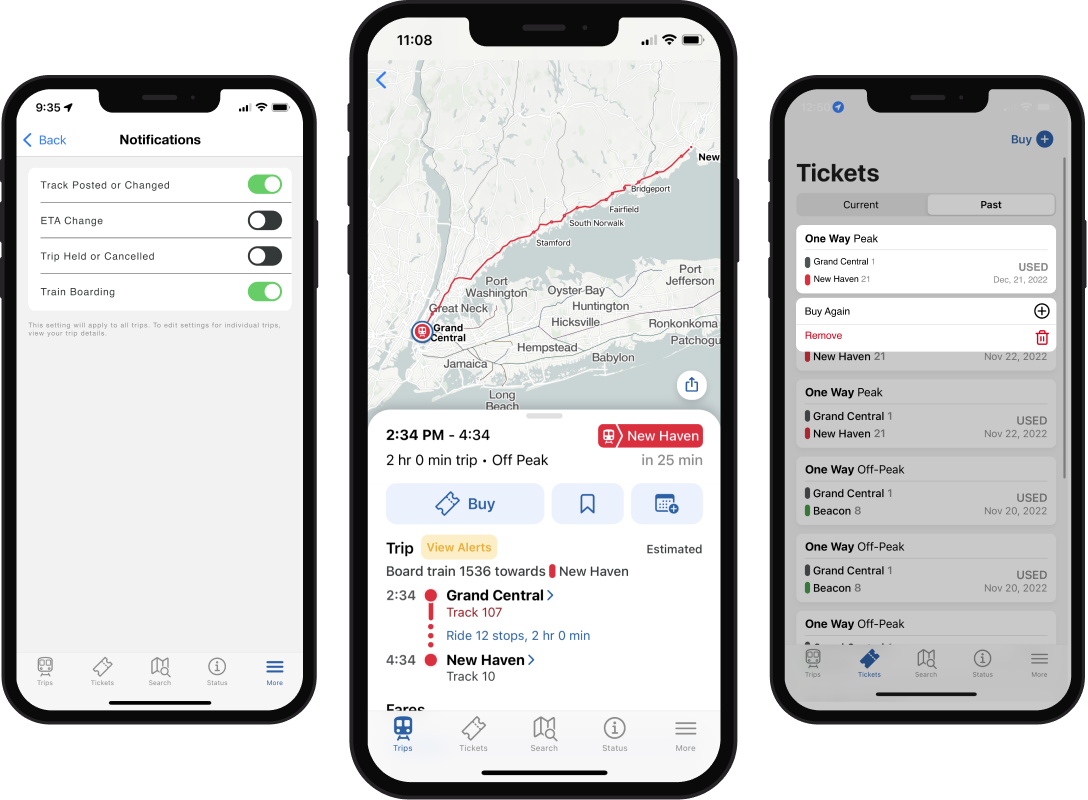 9:35
Back
Notifications
Track Posted or Changed
ETA Change
Trip Held or Cancelled
Train Boarding
This setting will apply to all trips. To edit settings for individual trips,
view your trip details.
Trips
Tickets
Search
Status
More
11:08
New
Bridgeport
Fairfield
South Norwalk
Stamford
Port
Jefferson
Port
Washington
Oyster Bay
Great Neck
Huntington
Hicksville
Ronkonkoma
Grand
Central
Patchogu
Hempstead
Babylon
Jamaica
Long
Beach
2:34 PM - 4:34
New Haven
2 hr 0 min trip • Off Peak
in 25 min
Buy
Trip
View Alerts
Estimated
Board train 1536 towards New Haven
2:34
Grand Central
Track 107
Ride 12 stops, 2 hr 0 min
4:34
New Haven
Track 10
Fares
Trips
Tickets
Search
Status
More
Buy
Tickets
Current
Past
One Way Peak
Grand Central 1
New Haven 21
USED
Dec, 21, 2022
Buy Again
Remove
New Haven 21
Nov 22, 2022
One Way Peak
Grand Central 1
New Haven 21
USED
Nov 22, 2022
One Way Off-Peak
Grand Central 1
Beacon 8
USED
Nov 20, 2022
One Way Off-Peak
Grand Central 1
Beacon 8
USED
Nov 20, 2022
One Way Off-Peak
Trips
Tickets
Search
Status
More